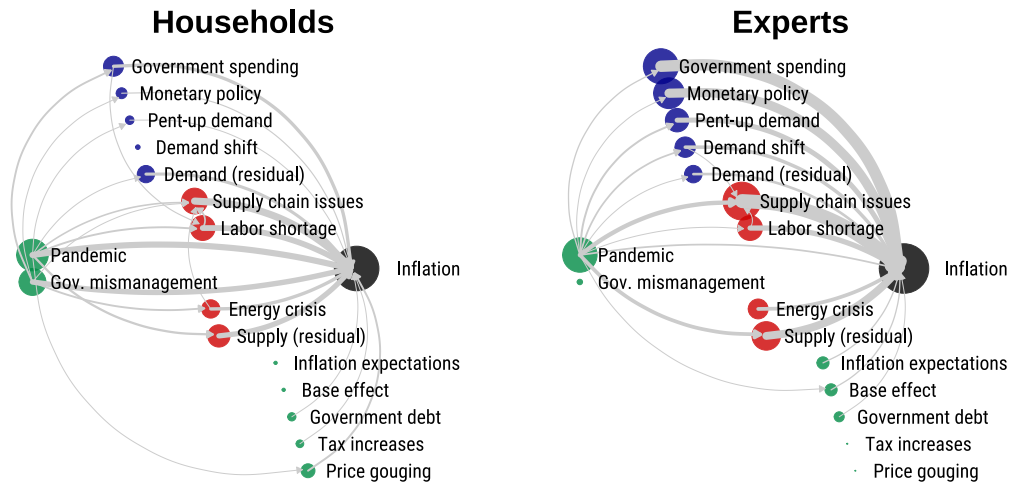 Households
Government spending
Monetary policy
Pent-up demand
Demand shift
Demand (residual)
Supply chain issues
Labor shortage
Pandemic
Inflation
Gov. mismanagement
Energy crisis
Supply (residual)
Inflation expectations
Base effect
Government debt
Tax increases
Price gouging
Experts
Government spending
Monetary policy
Pent-up demand
Demand shift
Demand (residual)
Supply chain issues
Labor shortage
Pandemic
Inflation
Gov. mismanagement
Energy crisis
Supply (residual)
Inflation expectations
Base effect
Government debt
Tax increases
Price gouging